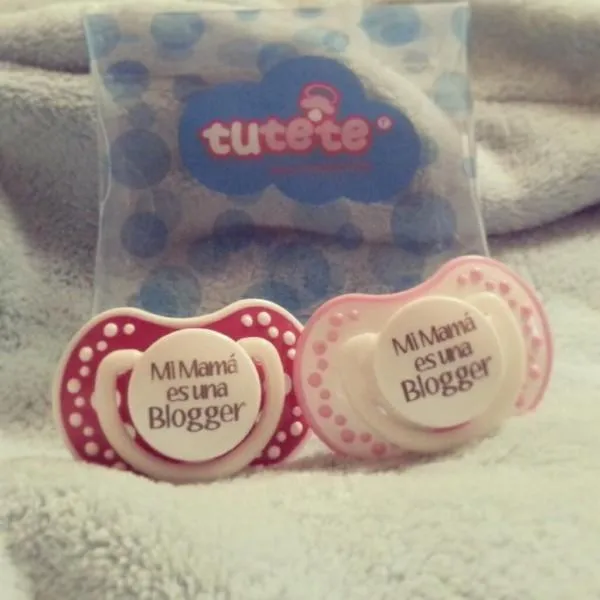 tutete
Mi Mamá
es una
Blogger
Mi Mamá
es una
Blogger